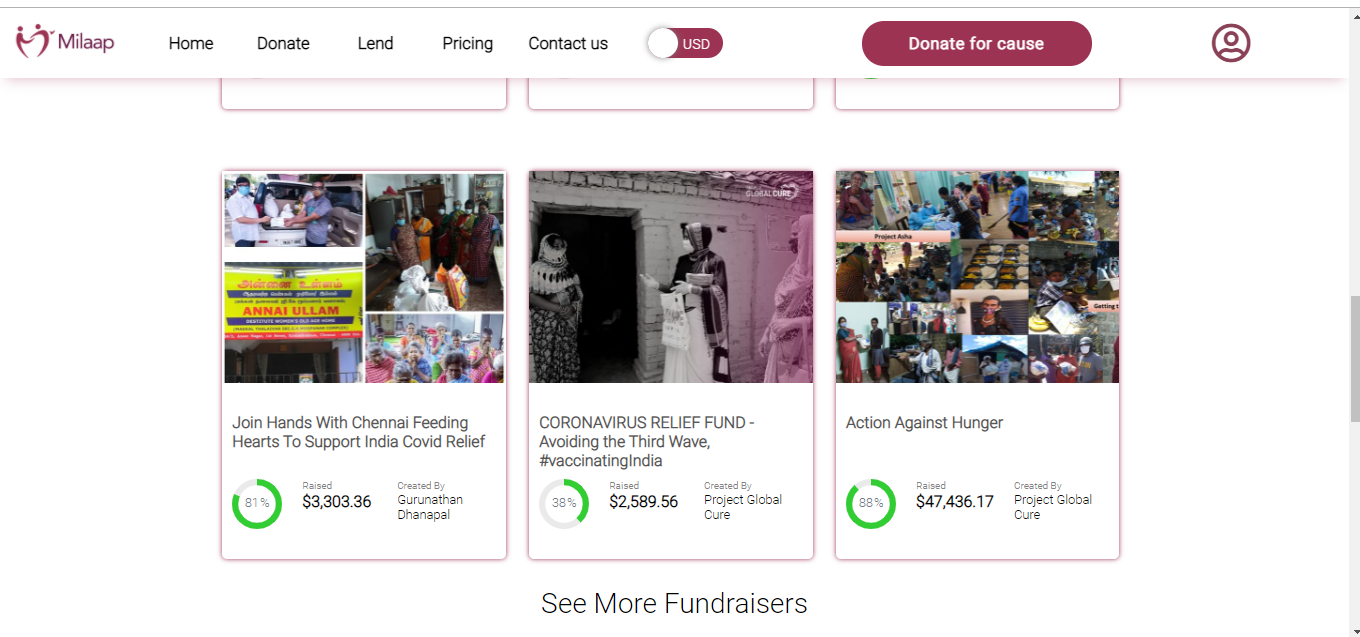 Milaap
Home
Donate
Lend
Pricing
Contact us
USD
Donate for cause
அன்னை உள்ளம்
ANNAI ULLAM
DESTITUTE WOMEN'S OLD AGE HOME
GLOBAL CURE
Project Asha
Getting t
Join Hands With Chennai Feeding
Hearts To Support India Covid Relief
81%
Raised
$3,303.36
Created By
Gurunathan
Dhanapal
CORONAVIRUS RELIEF FUND -
Avoiding the Third Wave,
#vaccinatingIndia
38%
Raised
$2,589.56
Created By
Project Global
Cure
Action Against Hunger
88%
Raised
$47,436.17
Created By
Project Global
Cure
See More Fundraisers